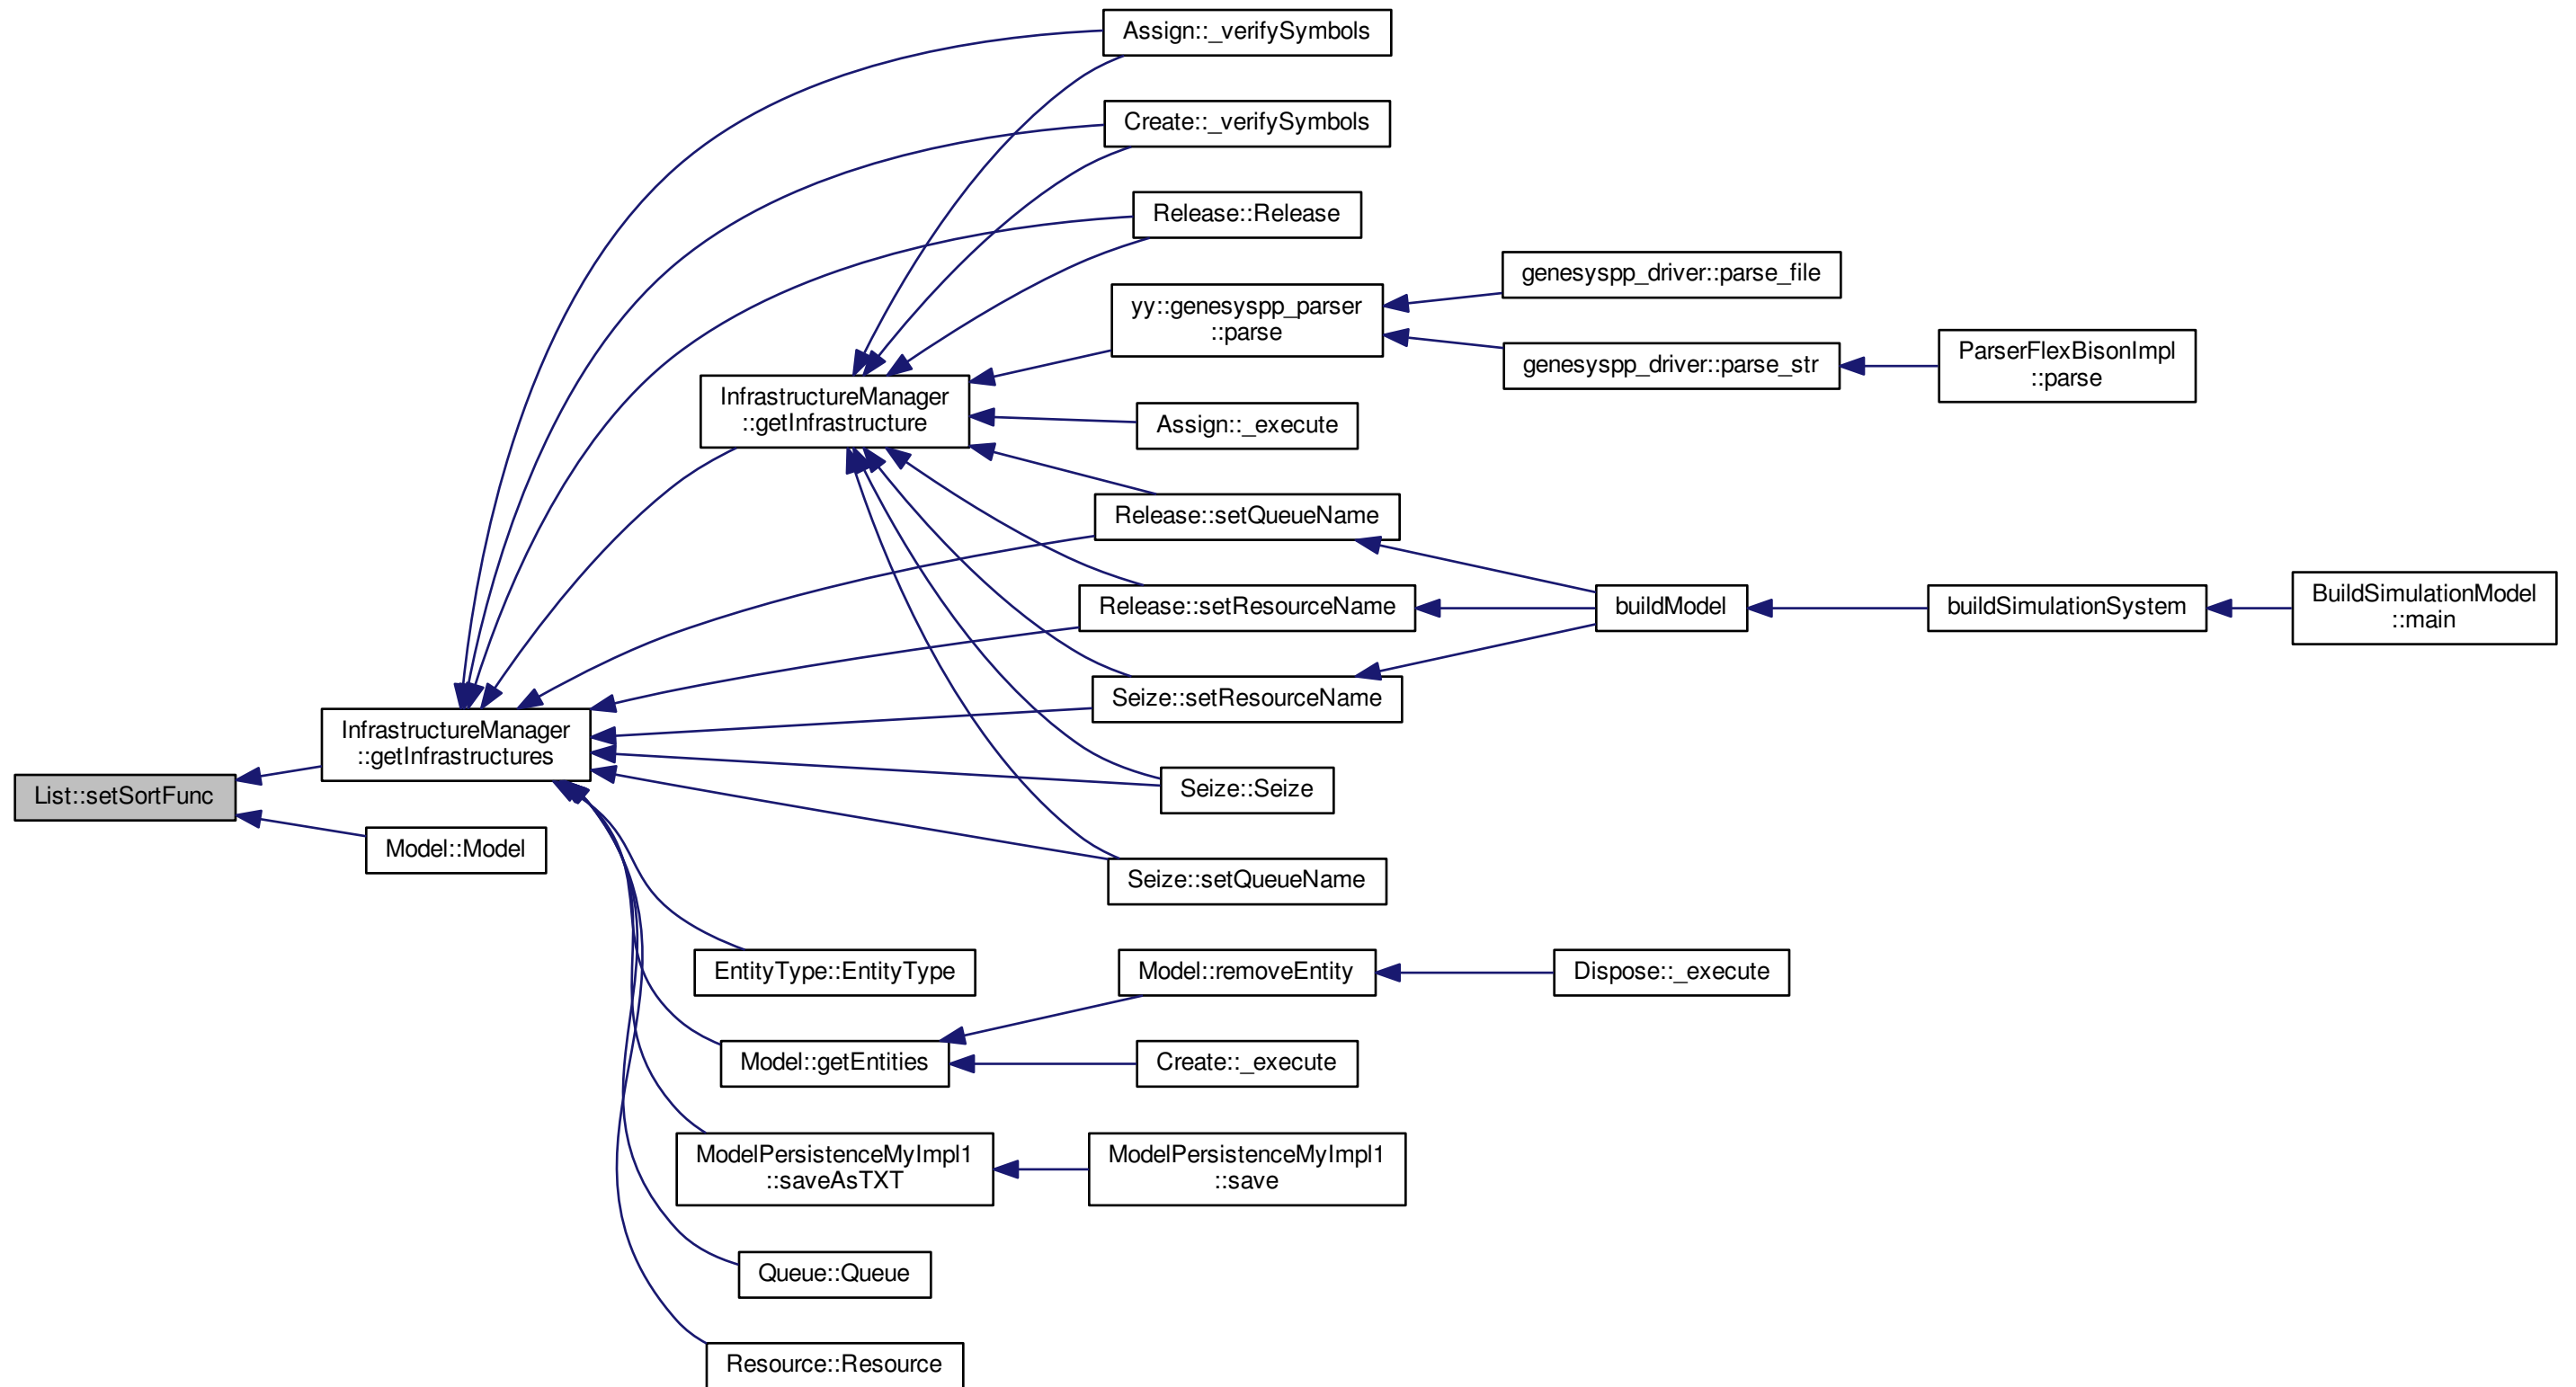 Assign::_verifySymbols
Create::_verifySymbols
Release::Release
genesyspp_driver::parse_file
yy::genesyspp_parser
::parse
genesyspp_driver::parse_str
ParserFlexBisonImpl
::parse
InfrastructureManager
::getInfrastructure
Assign::_execute
Release::setQueueName
Release::setResourceName
buildModel
buildSimulationSystem
BuildSimulationModel
::main
Seize::setResourceName
InfrastructureManager
::getInfrastructures
List::setSortFunc
Seize::Seize
Model::Model
Seize::setQueueName
EntityType::EntityType
Model::removeEntity
Dispose::_execute
Model::getEntities
Create::_execute
ModelPersistenceMyImpl1
::saveAsTXT
ModelPersistenceMyImpl1
::save
Queue::Queue
Resource::Resource